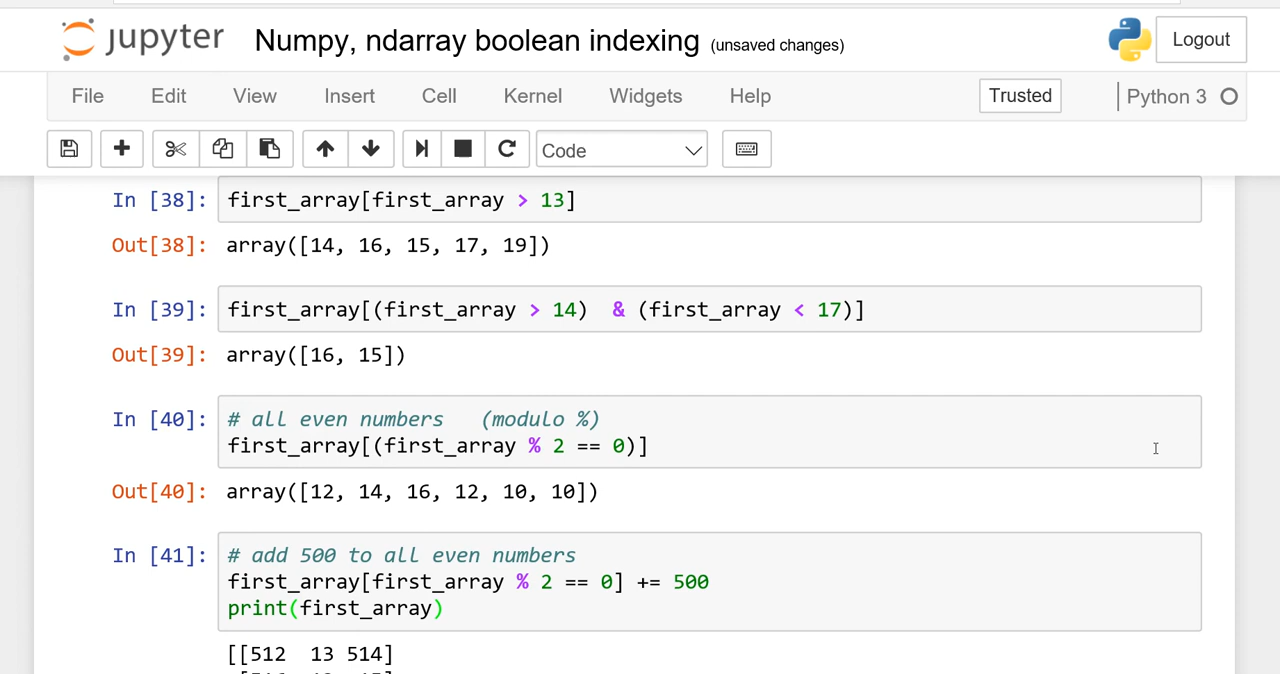 jupyter Numpy, ndarray boolean indexing (unsaved changes) Logout
File Edit View Insert Cell Kernel Widgets Help Trusted Python 3
Code
In [38]: first_array[first_array > 13]
Out[38]: array([14, 16, 15, 17, 19])
In [39]: first_array[(first_array > 14)  & (first_array < 17)]
Out[39]: array([16, 15])
In [40]: # all even numbers   (modulo %)
first_array[(first_array % 2 == 0)]
Out[40]: array([12, 14, 16, 12, 10, 10])
In [41]: # add 500 to all even numbers
first_array[first_array % 2 == 0] += 500
print(first_array)
[[512  13 514]